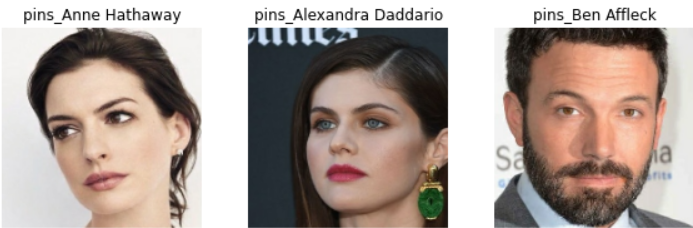 pins_Anne Hathaway
pins_Alexandra Daddario
pins_Ben Affleck